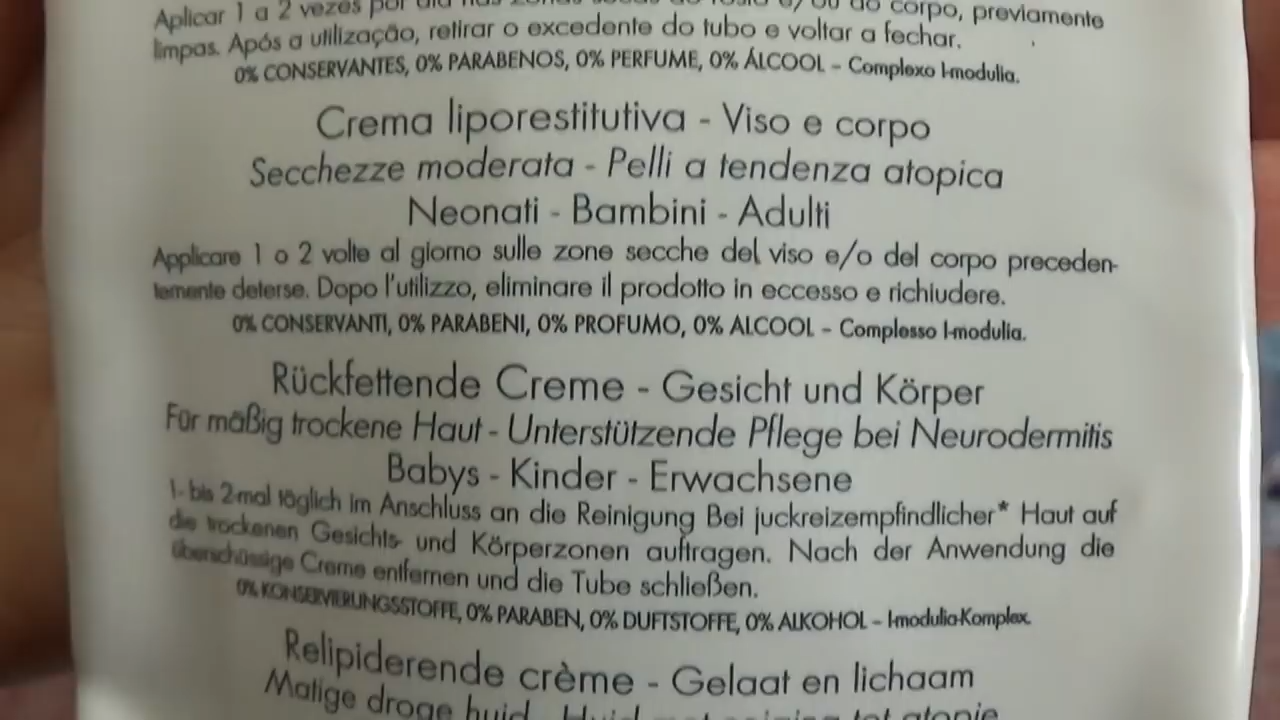 Aplicar 1 a 2 vezes por dia nas zonas secas do rosto e/ou do corpo, previamente
limpas. Após a utilização, retirar o excedente do tubo e voltar a fechar.
0% CONSERVANTES, 0% PARABENOS, 0% PERFUME, 0% ÁLCOOL - Complexo I-modulia.
Crema liporestitutiva - Viso e corpo
Secchezze moderata - Pelli a tendenza atopica
Neonati - Bambini - Adulti
Applicare 1 o 2 volte al giorno sulle zone secche del viso e/o del corpo preceden-
temente deterse. Dopo l'utilizzo, eliminare il prodotto in eccesso e richiudere.
0% CONSERVANTI, 0% PARABENI, 0% PROFUMO, 0% ALCOOL - Complesso I-modulia.
Rückfettende Creme - Gesicht und Körper
Für mäßig trockene Haut - Unterstützende Pflege bei Neurodermitis
Babys - Kinder - Erwachsene
1- bis 2-mal täglich im Anschluss an die Reinigung Bei juckreizempfindlicher* Haut auf
die trockenen Gesichts- und Körperzonen auftragen. Nach der Anwendung die
überschüssige Creme entfernen und die Tube schließen.
0% KONSERVIERUNGSSTOFFE, 0% PARABEN, 0% DUFTSTOFFE, 0% ALKOHOL - I-modulia-Komplex.
Relipiderende crème - Gelaat en lichaam
Matige droge huid - Huid met neiging tot atopie